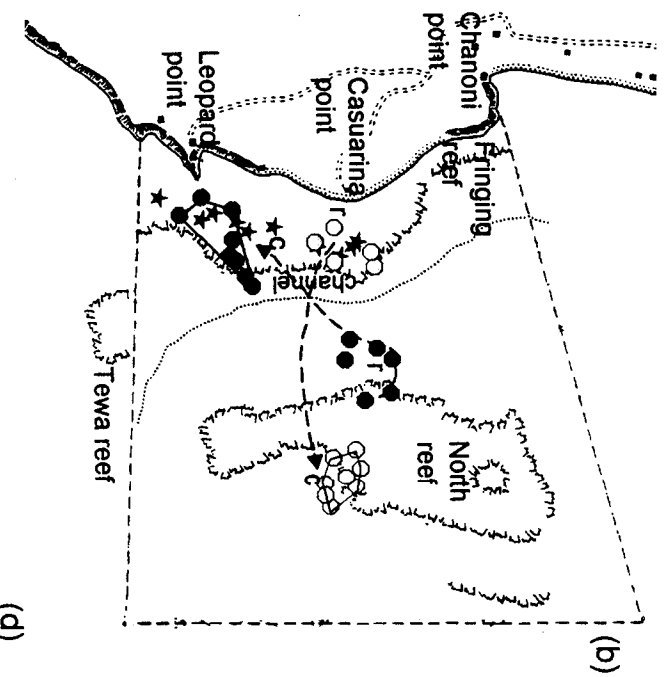 Chanoni
point
Fringing
reef
Casuarina
point
Leopard
point
r
c
channel
r
North
reef
c
Tewa reef
(b)
(d)